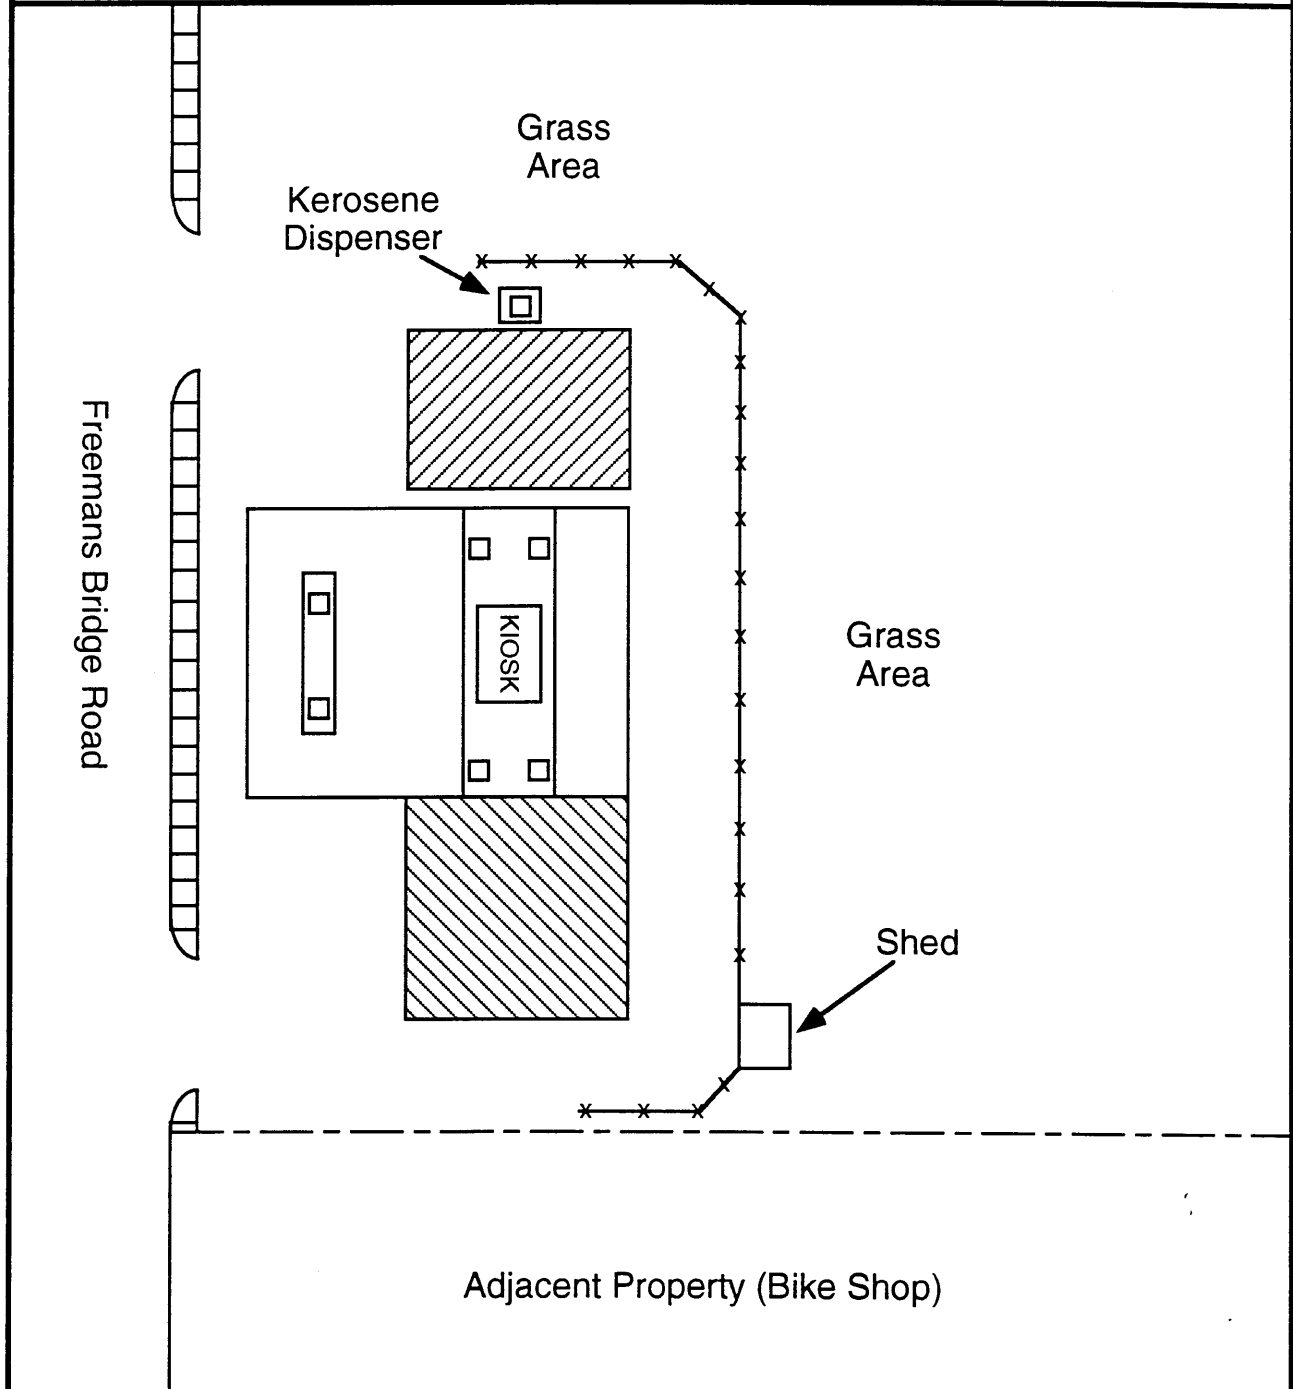 Grass
Area
Kerosene
Dispenser
Freemans Bridge Road
KIOSK
Grass
Area
Shed
Adjacent Property (Bike Shop)